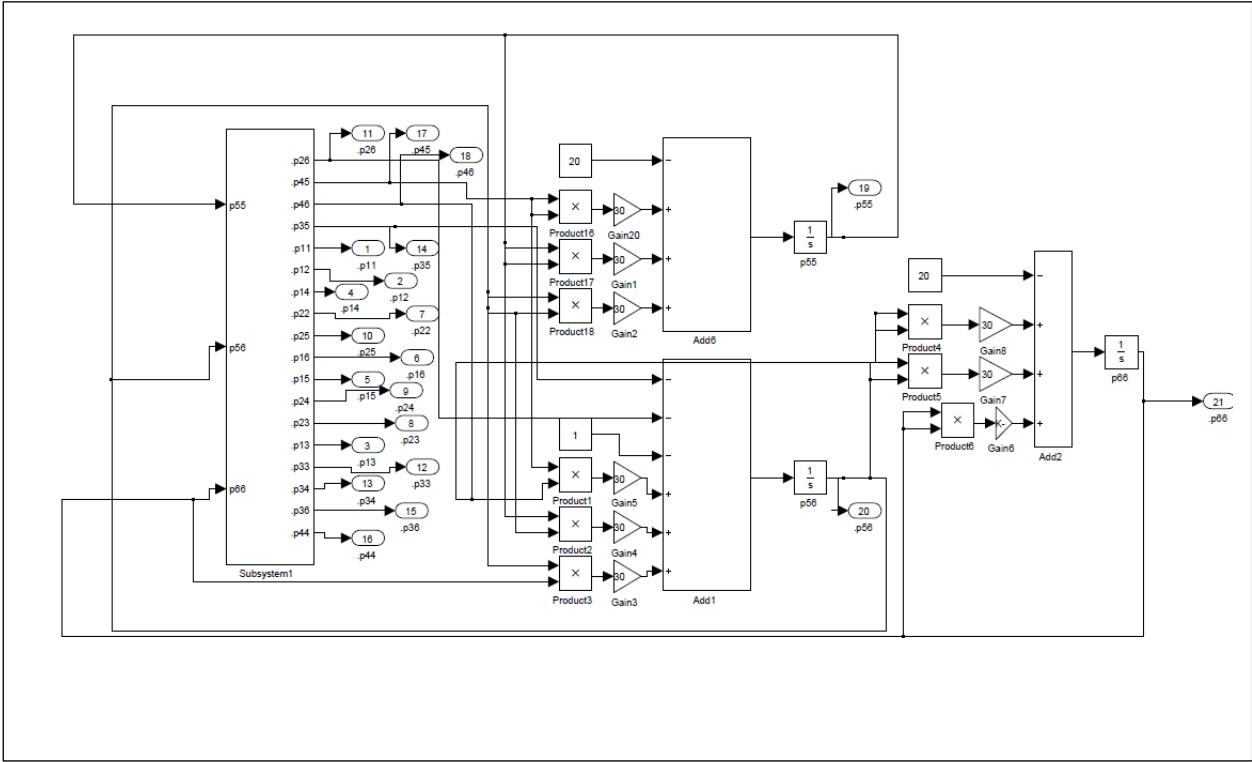 p55
p56
p66
.p26
.p45
.p46
.p35
.p11
.p12
.p14
.p22
.p25
.p16
.p15
.p24
.p23
.p13
.p33
.p34
.p36
.p44
Subsystem1
11
.p26
17
.p45
18
.p46
1
.p11
14
.p35
2
.p12
4
.p14
7
.p22
10
.p25
6
.p16
5
.p15
9
.p24
8
.p23
3
.p13
12
.p33
13
.p34
15
.p36
16
.p44
20
×
Product16
30
Gain20
×
Product17
30
Gain1
×
Product18
30
Gain2
−
+
+
+
Add6
1
s
p55
19
.p55
1
×
Product1
30
Gain5
×
Product2
30
Gain4
×
Product3
30
Gain3
−
−
−
+
+
+
Add1
1
s
p56
20
.p56
20
×
Product4
30
Gain8
×
Product5
30
Gain7
×
Product6
K-
Gain6
−
+
+
+
Add2
1
s
p66
21
.p66